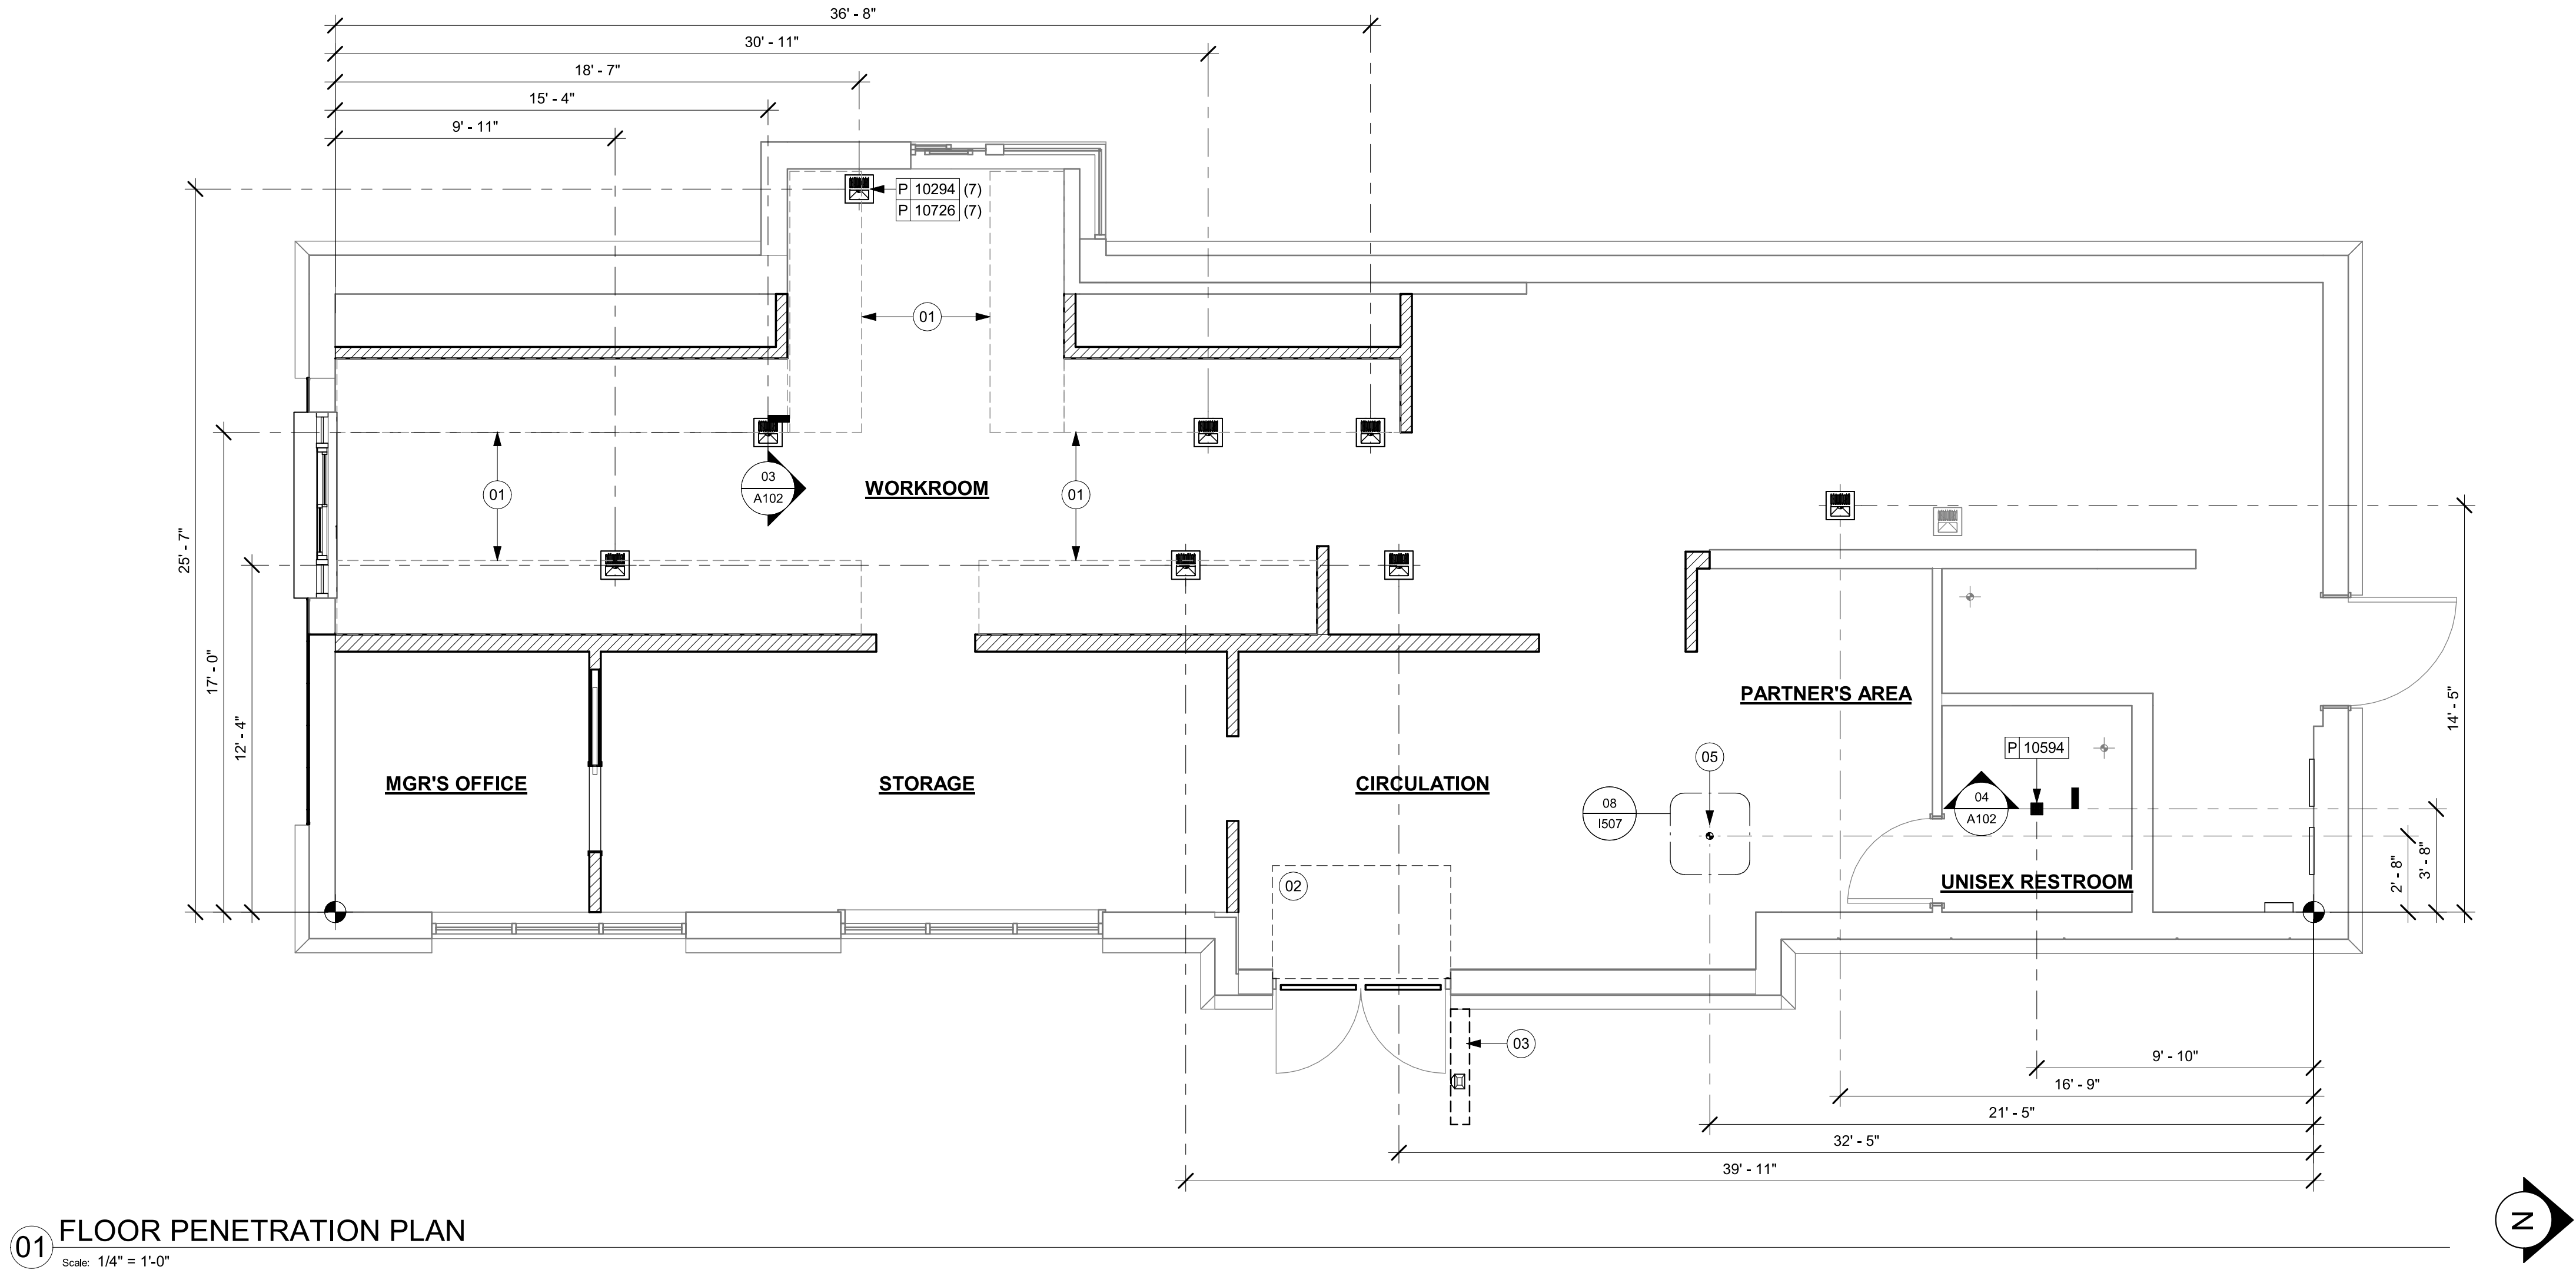 36' - 8"
30' - 11"
18' - 7"
15' - 4"
9' - 11"
P 10294 (7)
P 10726 (7)
01
03
A102
WORKROOM
01
01
25' - 7"
17' - 0"
12' - 4"
14' - 5"
PARTNER'S AREA
P 10594
05
MGR'S OFFICE
STORAGE
CIRCULATION
08
I507
04
A102
02
UNISEX RESTROOM
2' - 8"
3' - 8"
03
9' - 10"
16' - 9"
21' - 5"
32' - 5"
39' - 11"
01 FLOOR PENETRATION PLAN
Scale: 1/4" = 1'-0"
N